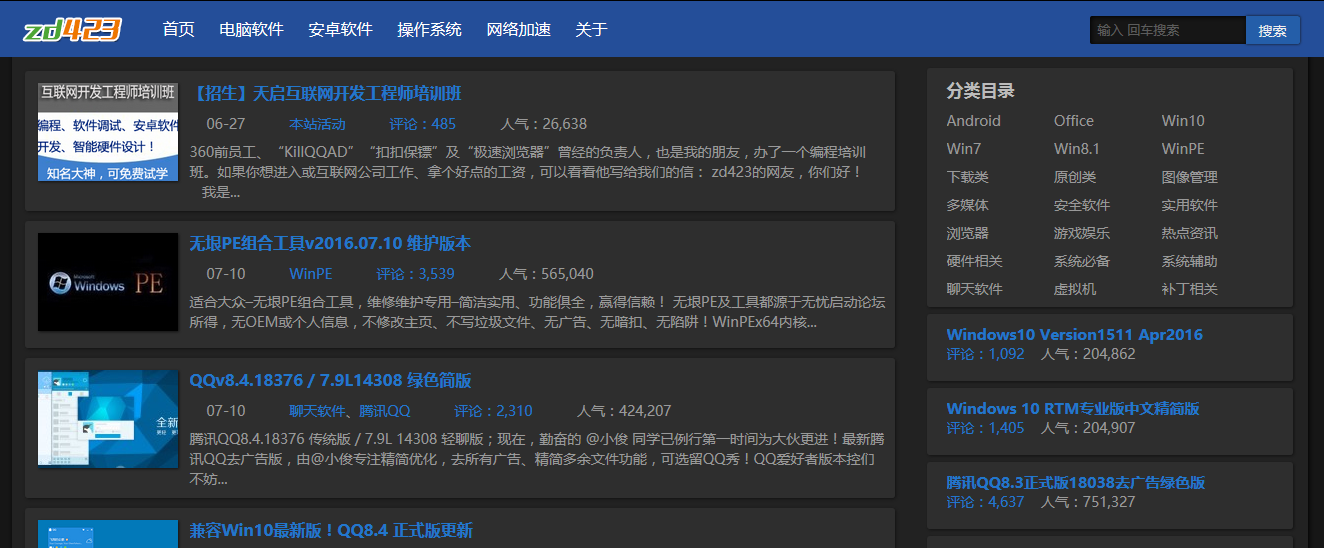 zd423 首页 电脑软件 安卓软件 操作系统 网络加速 关于 输入 回车搜索 搜索
互联网开发工程师培训班
编程、软件调试、安卓软件
开发、智能硬件设计！
知名大神，可免费试学
【招生】天启互联网开发工程师培训班
06-27 本站活动 评论：485 人气：26,638
360前员工、“KillQQAD”“扣扣保镖”及“极速浏览器”曾经的负责人，也是我的朋友，办了一个编程培训
班。如果你想进入或互联网公司工作、拿个好点的工资，可以看看他写给我们的信： zd423的网友，你们好！
我是...
Microsoft
Windows PE
无垠PE组合工具v2016.07.10 维护版本
07-10 WinPE 评论：3,539 人气：565,040
适合大众–无垠PE组合工具，维修维护专用–简洁实用、功能俱全，赢得信赖！ 无垠PE及工具都源于无忧启动论坛
所得，无OEM或个人信息，不修改主页、不写垃圾文件、无广告、无暗扣、无陷阱！WinPEx64内核...
全新
QQv8.4.18376 / 7.9L14308 绿色简版
07-10 聊天软件、腾讯QQ 评论：2,310 人气：424,207
腾讯QQ8.4.18376 传统版 / 7.9L 14308 轻聊版；现在，勤奋的 @小俊 同学已例行第一时间为大伙更进！最新腾
讯QQ去广告版，由@小俊专注精简优化，去所有广告、精简多余文件功能，可选留QQ秀！QQ爱好者版本控们
不妨...
兼容Win10最新版！QQ8.4 正式版更新
分类目录
Android Office Win10
Win7 Win8.1 WinPE
下载类 原创类 图像管理
多媒体 安全软件 实用软件
浏览器 游戏娱乐 热点资讯
硬件相关 系统必备 系统辅助
聊天软件 虚拟机 补丁相关
Windows10 Version1511 Apr2016
评论：1,092 人气：204,862
Windows 10 RTM专业版中文精简版
评论：1,405 人气：204,907
腾讯QQ8.3正式版18038去广告绿色版
评论：4,637 人气：751,327